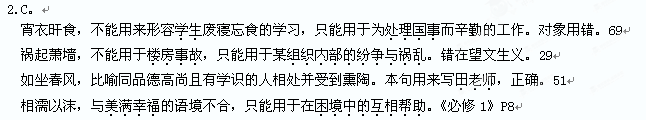 2.C。
宵衣旰食，不能用来形容学生废寝忘食的学习，只能用于为处理国事而辛勤的工作。对象用错。69
祸起萧墙，不能用于楼房事故，只能用于某组织内部的纷争与祸乱。错在望文生义。29
如坐春风，比喻同品德高尚且有学识的人相处并受到熏陶。本句用来写田老师，正确。51
相濡以沫，与美满幸福的语境不合，只能用于在困境中的互相帮助。《必修1》P8